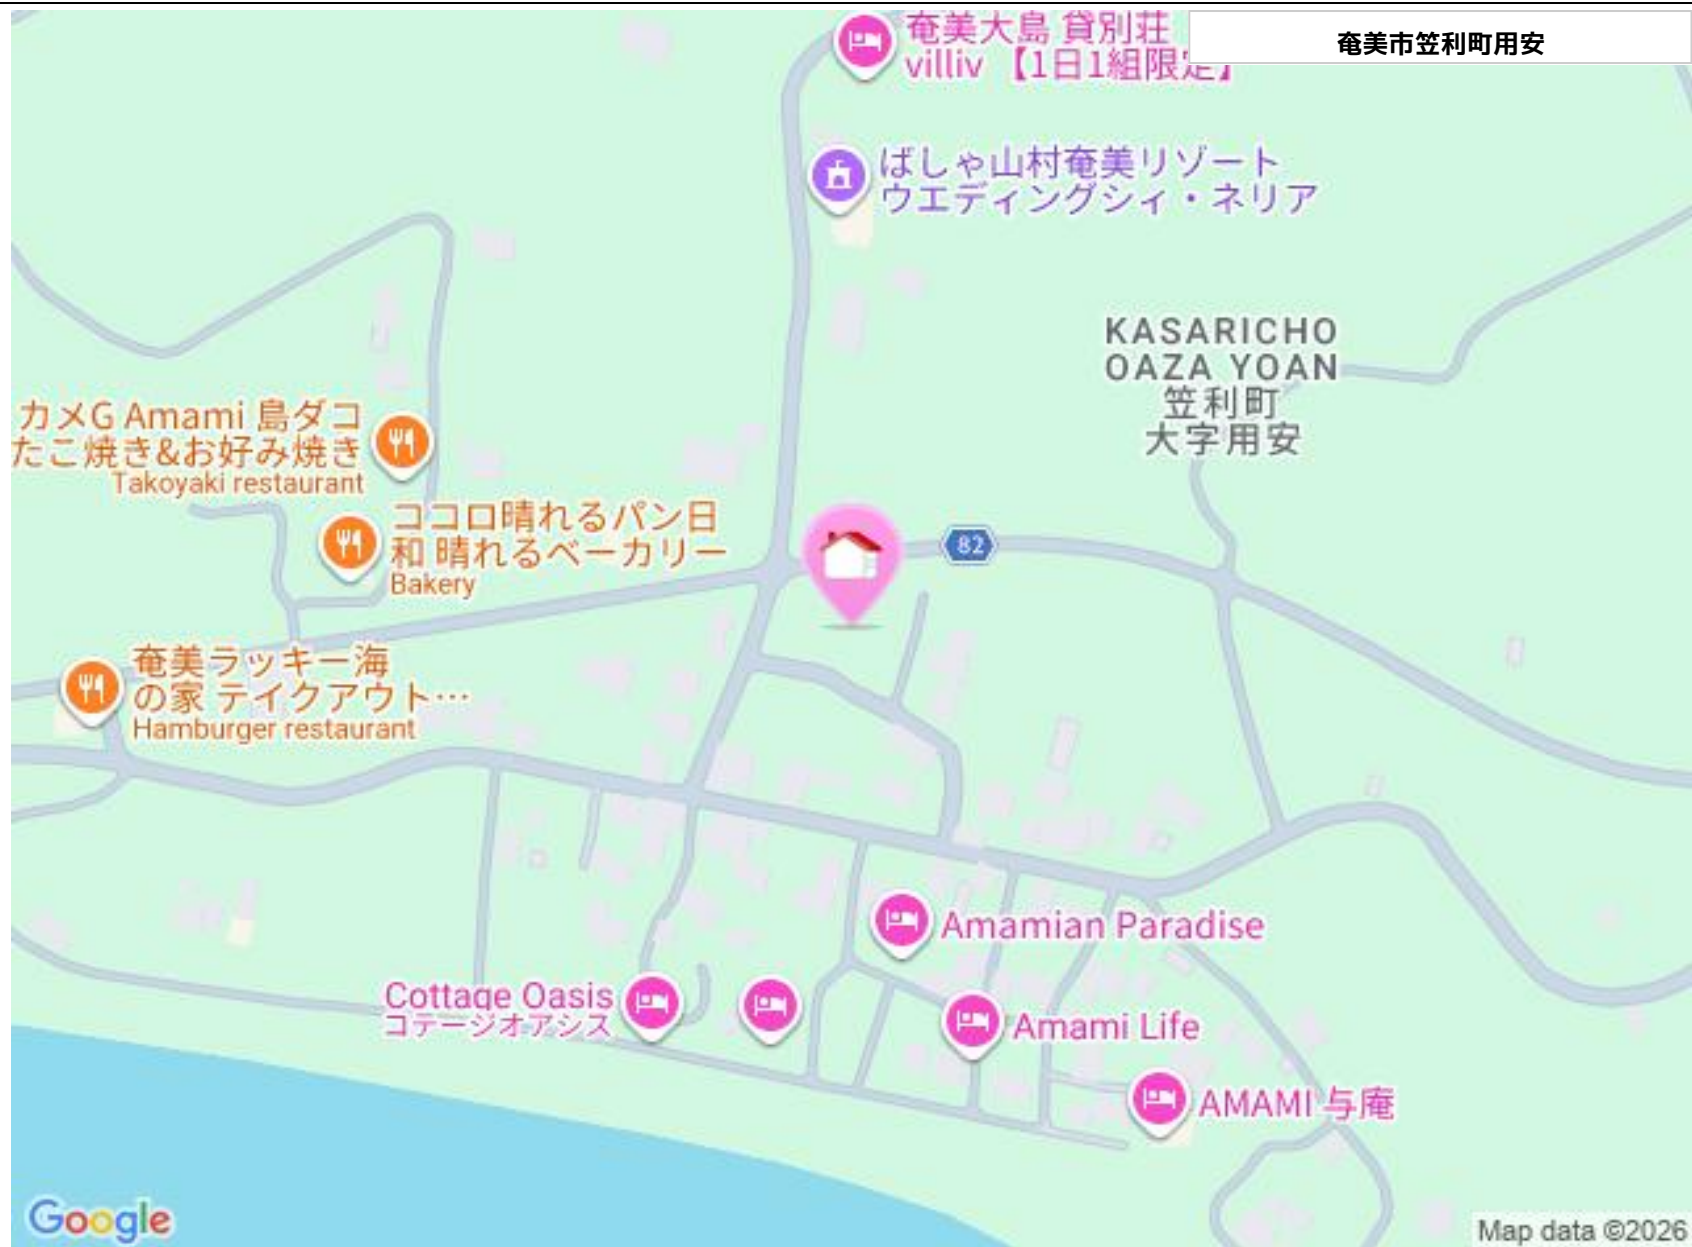 奄美大島 貸別荘
villiv 【1日1組限定】
奄美市笠利町用安
ばしゃ山村奄美リゾート
ウエディングシィ・ネリア
KASARICHO
OAZA YOAN
笠利町
大字用安
カメG Amami 島ダコ
たこ焼き&お好み焼き
Takoyaki restaurant
ココロ晴れるパン日
和 晴れるベーカリー
Bakery
82
奄美ラッキー海
の家 テイクアウト…
Hamburger restaurant
Amamian Paradise
Cottage Oasis
コテージオアシス
Amami Life
AMAMI 与庵
Google
Map data ©2026